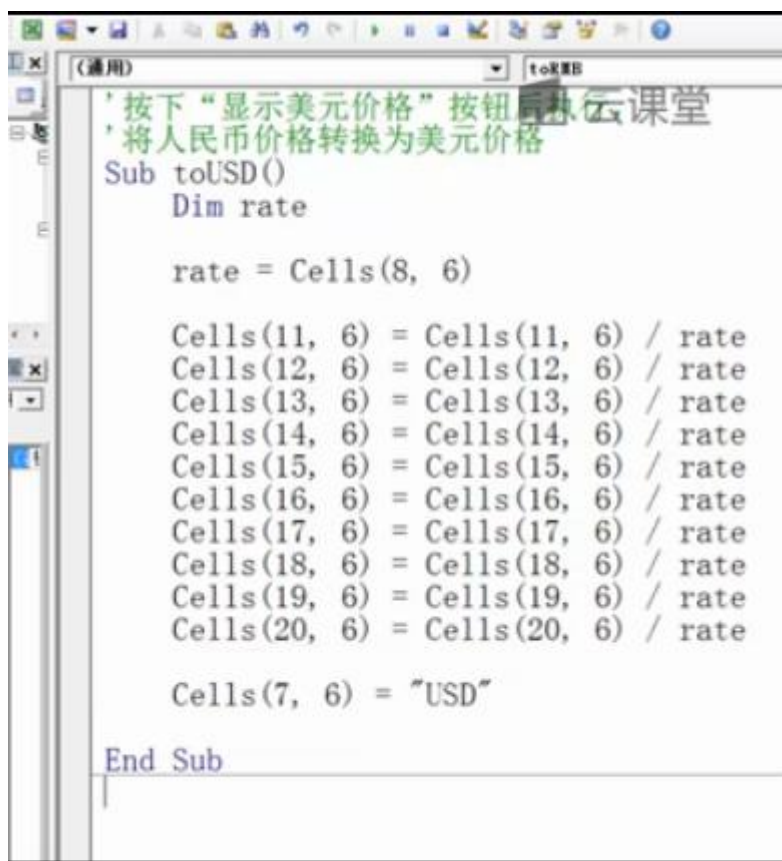 (通用)
toRMB
云课堂
'按下“显示美元价格”按钮后执行,
'将人民币价格转换为美元价格
Sub toUSD()
Dim rate
rate = Cells(8, 6)
Cells(11, 6) = Cells(11, 6) / rate
Cells(12, 6) = Cells(12, 6) / rate
Cells(13, 6) = Cells(13, 6) / rate
Cells(14, 6) = Cells(14, 6) / rate
Cells(15, 6) = Cells(15, 6) / rate
Cells(16, 6) = Cells(16, 6) / rate
Cells(17, 6) = Cells(17, 6) / rate
Cells(18, 6) = Cells(18, 6) / rate
Cells(19, 6) = Cells(19, 6) / rate
Cells(20, 6) = Cells(20, 6) / rate
Cells(7, 6) = "USD"
End Sub